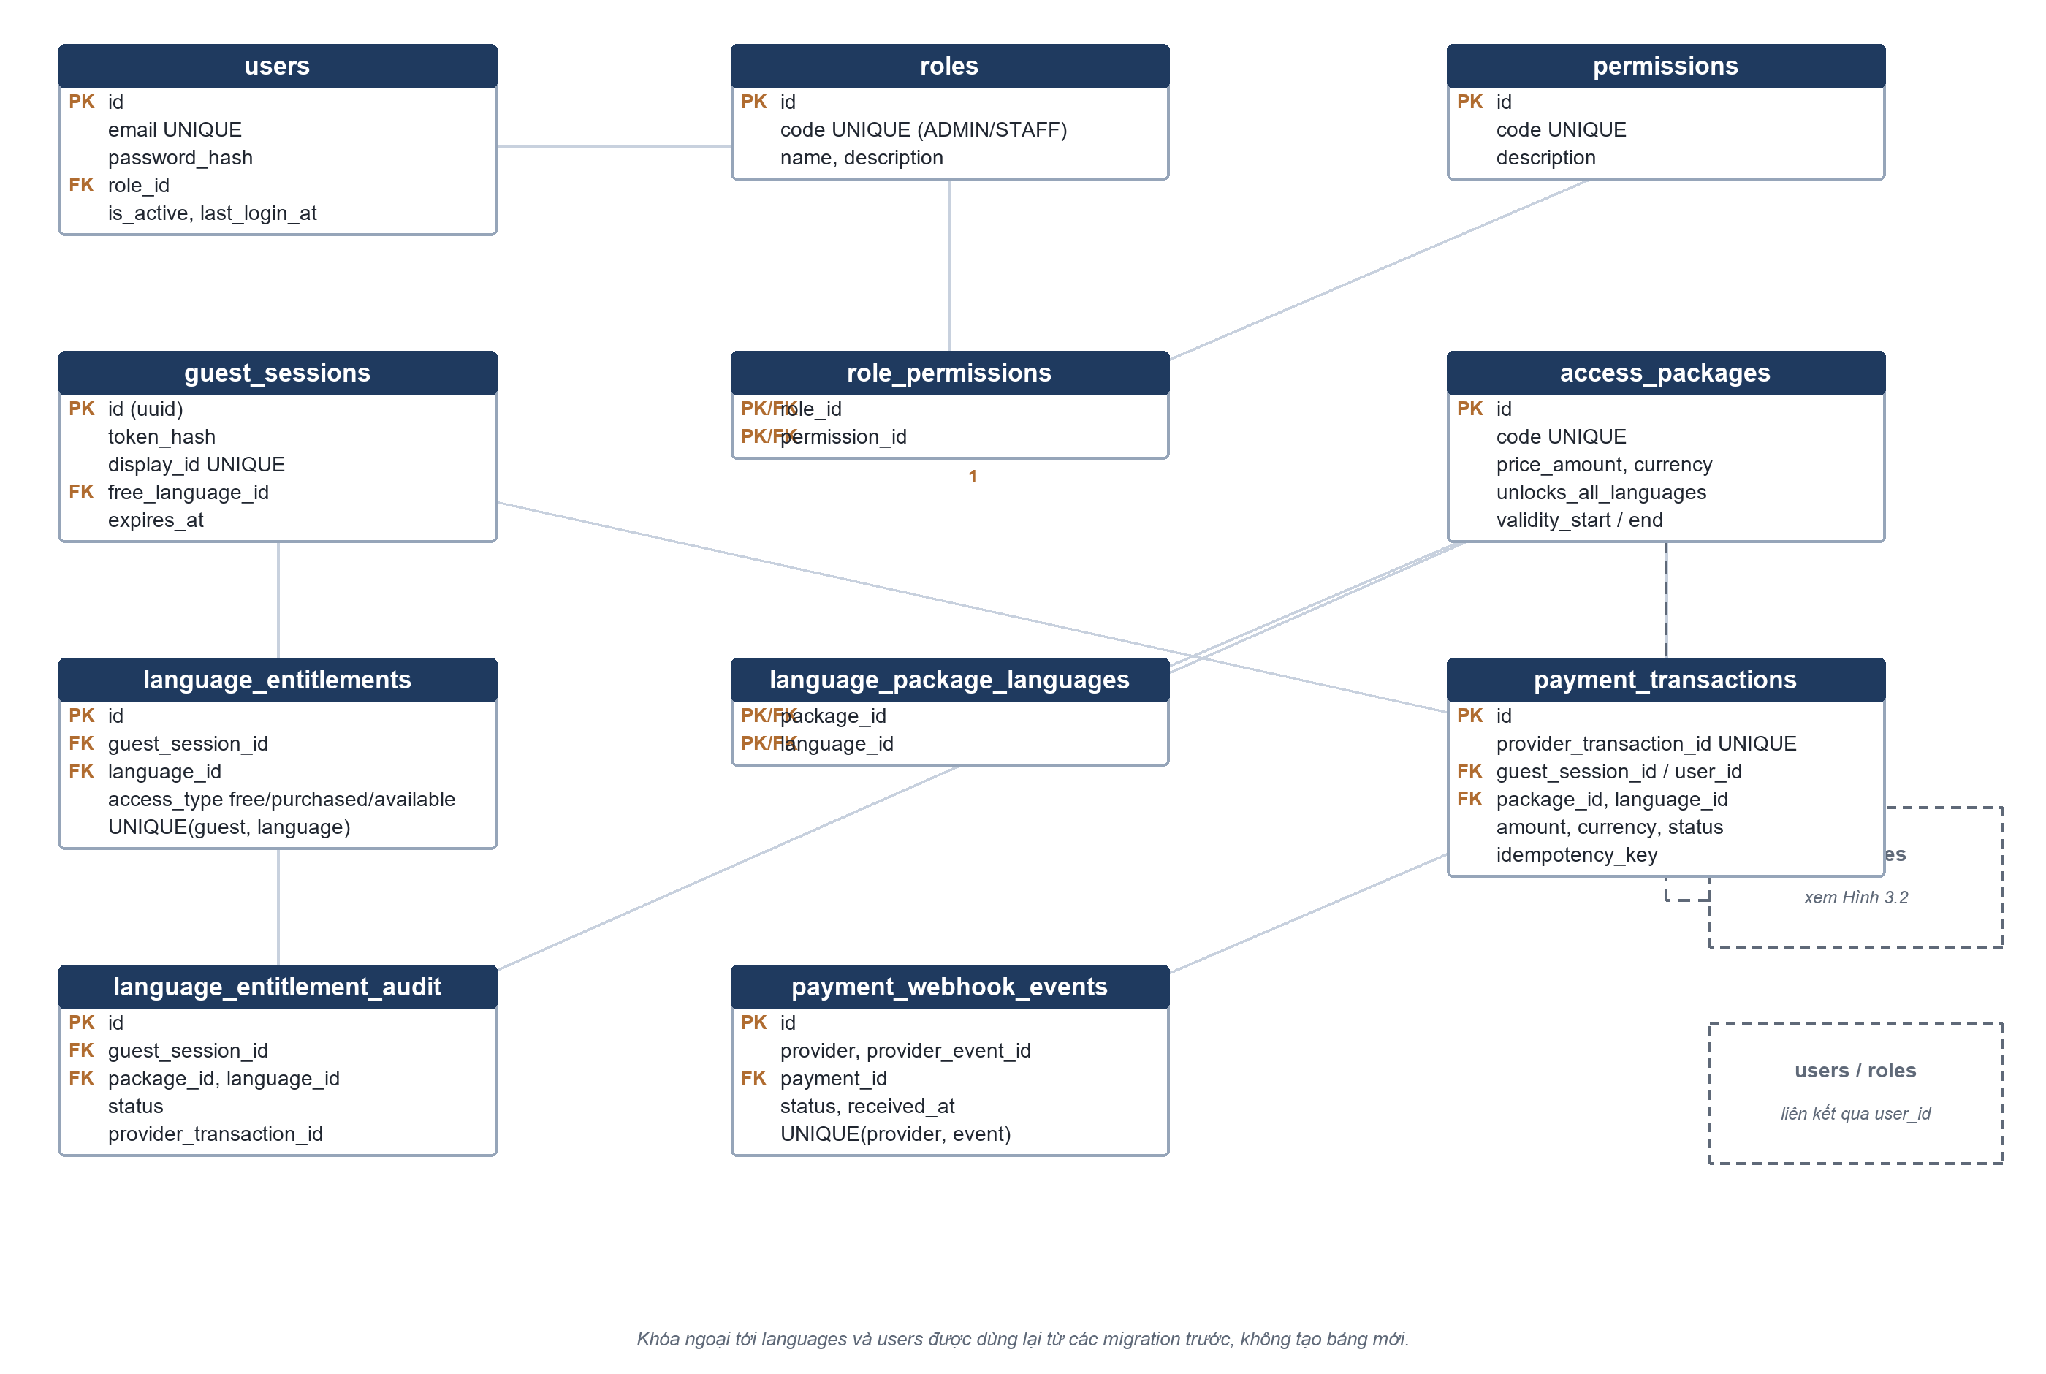 users
PK id
email UNIQUE
password_hash
FK role_id
is_active, last_login_at
roles
PK id
code UNIQUE (ADMIN/STAFF)
name, description
permissions
PK id
code UNIQUE
description
guest_sessions
PK id (uuid)
token_hash
display_id UNIQUE
FK free_language_id
expires_at
role_permissions
PK/FK role_id
PK/FK permission_id
1
access_packages
PK id
code UNIQUE
price_amount, currency
unlocks_all_languages
validity_start / end
language_entitlements
PK id
FK guest_session_id
FK language_id
access_type free/purchased/available
UNIQUE(guest, language)
language_package_languages
PK/FK package_id
PK/FK language_id
payment_transactions
PK id
provider_transaction_id UNIQUE
FK guest_session_id / user_id
FK package_id, language_id
amount, currency, status
idempotency_key
xem Hình 3.2
language_entitlement_audit
PK id
FK guest_session_id
FK package_id, language_id
status
provider_transaction_id
payment_webhook_events
PK id
provider, provider_event_id
FK payment_id
status, received_at
UNIQUE(provider, event)
users / roles
liên kết qua user_id
Khóa ngoại tới languages và users được dùng lại từ các migration trước, không tạo bảng mới.